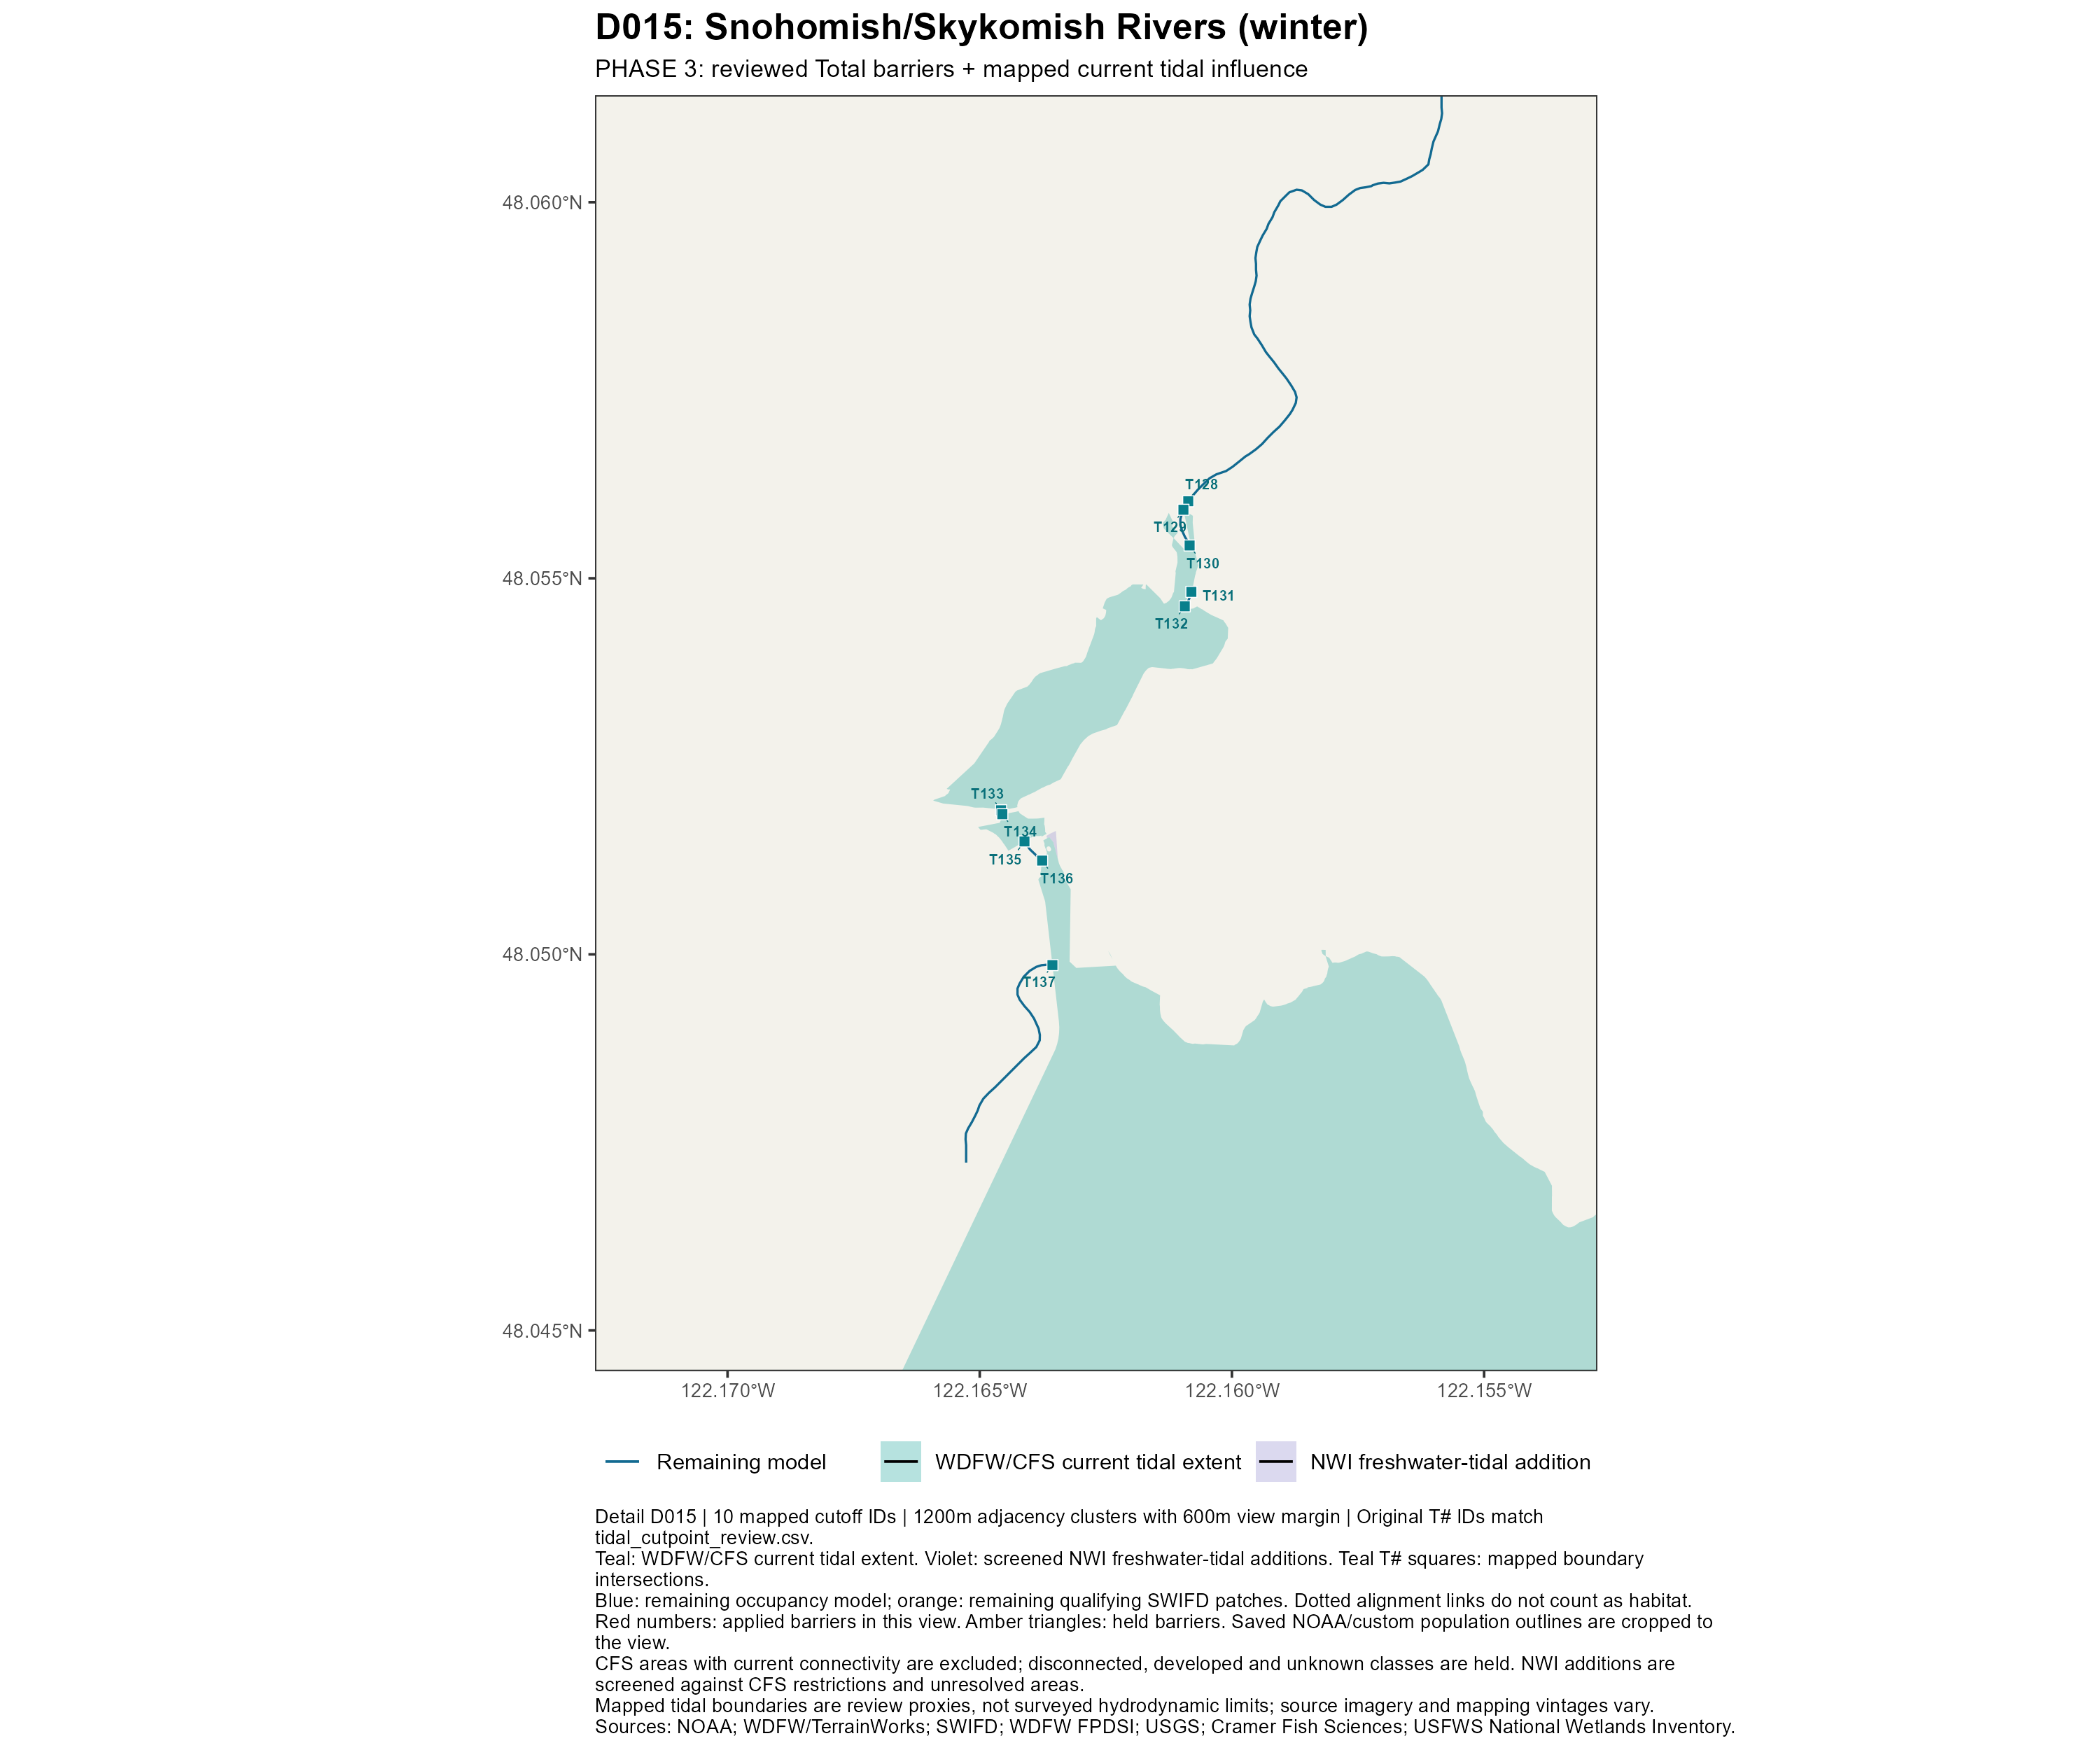 D015: Snohomish/Skykomish Rivers (winter)
PHASE 3: reviewed Total barriers + mapped current tidal influence
48.060°N
T128
T129
T130
48.055°N
T131
T132
T133
T134
T135
T136
48.050°N
T137
48.045°N
122.170°W 122.165°W 122.160°W 122.155°W
Remaining model WDFW/CFS current tidal extent NWI freshwater-tidal addition
Detail D015 | 10 mapped cutoff IDs | 1200m adjacency clusters with 600m view margin | Original T# IDs match
tidal_cutpoint_review.csv.
Teal: WDFW/CFS current tidal extent. Violet: screened NWI freshwater-tidal additions. Teal T# squares: mapped boundary
intersections.
Blue: remaining occupancy model; orange: remaining qualifying SWIFD patches. Dotted alignment links do not count as habitat.
Red numbers: applied barriers in this view. Amber triangles: held barriers. Saved NOAA/custom population outlines are cropped to
the view.
CFS areas with current connectivity are excluded; disconnected, developed and unknown classes are held. NWI additions are
screened against CFS restrictions and unresolved areas.
Mapped tidal boundaries are review proxies, not surveyed hydrodynamic limits; source imagery and mapping vintages vary.
Sources: NOAA; WDFW/TerrainWorks; SWIFD; WDFW FPDSI; USGS; Cramer Fish Sciences; USFWS National Wetlands Inventory.